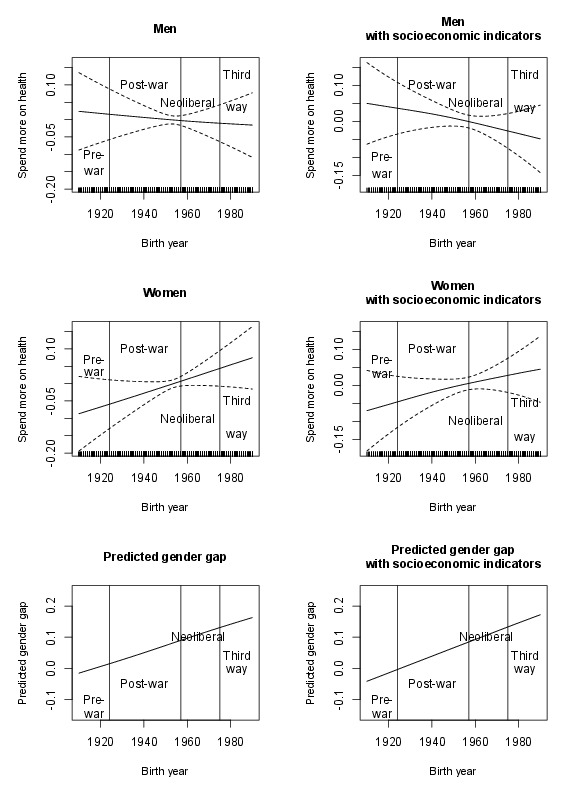 Men
Spend more on health
-0.20
-0.05
0.10
Pre-
war
Post-war
Neoliberal
Third
way
1920
1940
1960
1980
Birth year
Men
with socioeconomic indicators
Spend more on health
-0.15
0.00
0.10
Pre-
war
Post-war
Neoliberal
Third
way
1920
1940
1960
1980
Birth year
Women
Spend more on health
-0.20
-0.05
0.10
Pre-
war
Post-war
Neoliberal
Third
way
1920
1940
1960
1980
Birth year
Women
with socioeconomic indicators
Spend more on health
-0.15
0.00
0.10
Pre-
war
Post-war
Neoliberal
Third
way
1920
1940
1960
1980
Birth year
Predicted gender gap
Predicted gender gap
-0.1
0.0
0.1
0.2
Pre-
war
Post-war
Neoliberal
Third
way
1920
1940
1960
1980
Birth year
Predicted gender gap
with socioeconomic indicators
Predicted gender gap
-0.1
0.0
0.1
0.2
Pre-
war
Post-war
Neoliberal
Third
way
1920
1940
1960
1980
Birth year